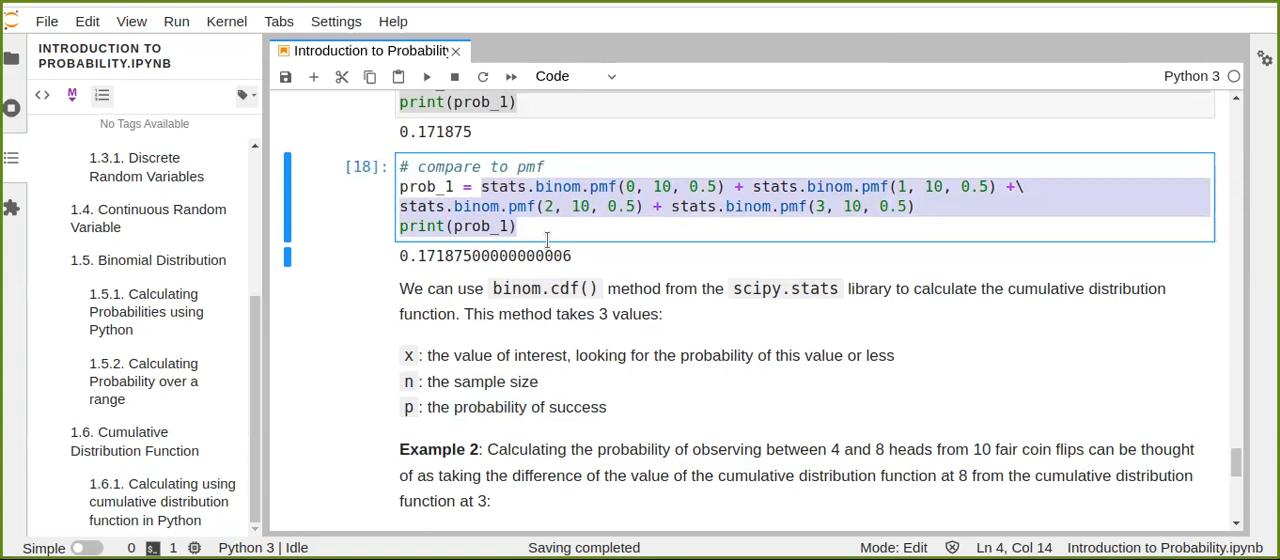 File Edit View Run Kernel Tabs Settings Help
INTRODUCTION TO
PROBABILITY.IPYNB
No Tags Available
1.3.1. Discrete
Random Variables
1.4. Continuous Random
Variable
1.5. Binomial Distribution
1.5.1. Calculating
Probabilities using
Python
1.5.2. Calculating
Probability over a
range
1.6. Cumulative
Distribution Function
1.6.1. Calculating using
cumulative distribution
function in Python
Introduction to Probability
Code
Python 3
print(prob_1)
0.171875
[18]: # compare to pmf
prob_1 = stats.binom.pmf(0, 10, 0.5) + stats.binom.pmf(1, 10, 0.5) +\
stats.binom.pmf(2, 10, 0.5) + stats.binom.pmf(3, 10, 0.5)
print(prob_1)
0.17187500000000006
We can use binom.cdf() method from the scipy.stats library to calculate the cumulative distribution
function. This method takes 3 values:
x : the value of interest, looking for the probability of this value or less
n : the sample size
p : the probability of success
Example 2: Calculating the probability of observing between 4 and 8 heads from 10 fair coin flips can be thought
of as taking the difference of the value of the cumulative distribution function at 8 from the cumulative distribution
function at 3:
Simple 0 1 Python 3 | Idle Saving completed Mode: Edit Ln 4, Col 14 Introduction to Probability.ipynb